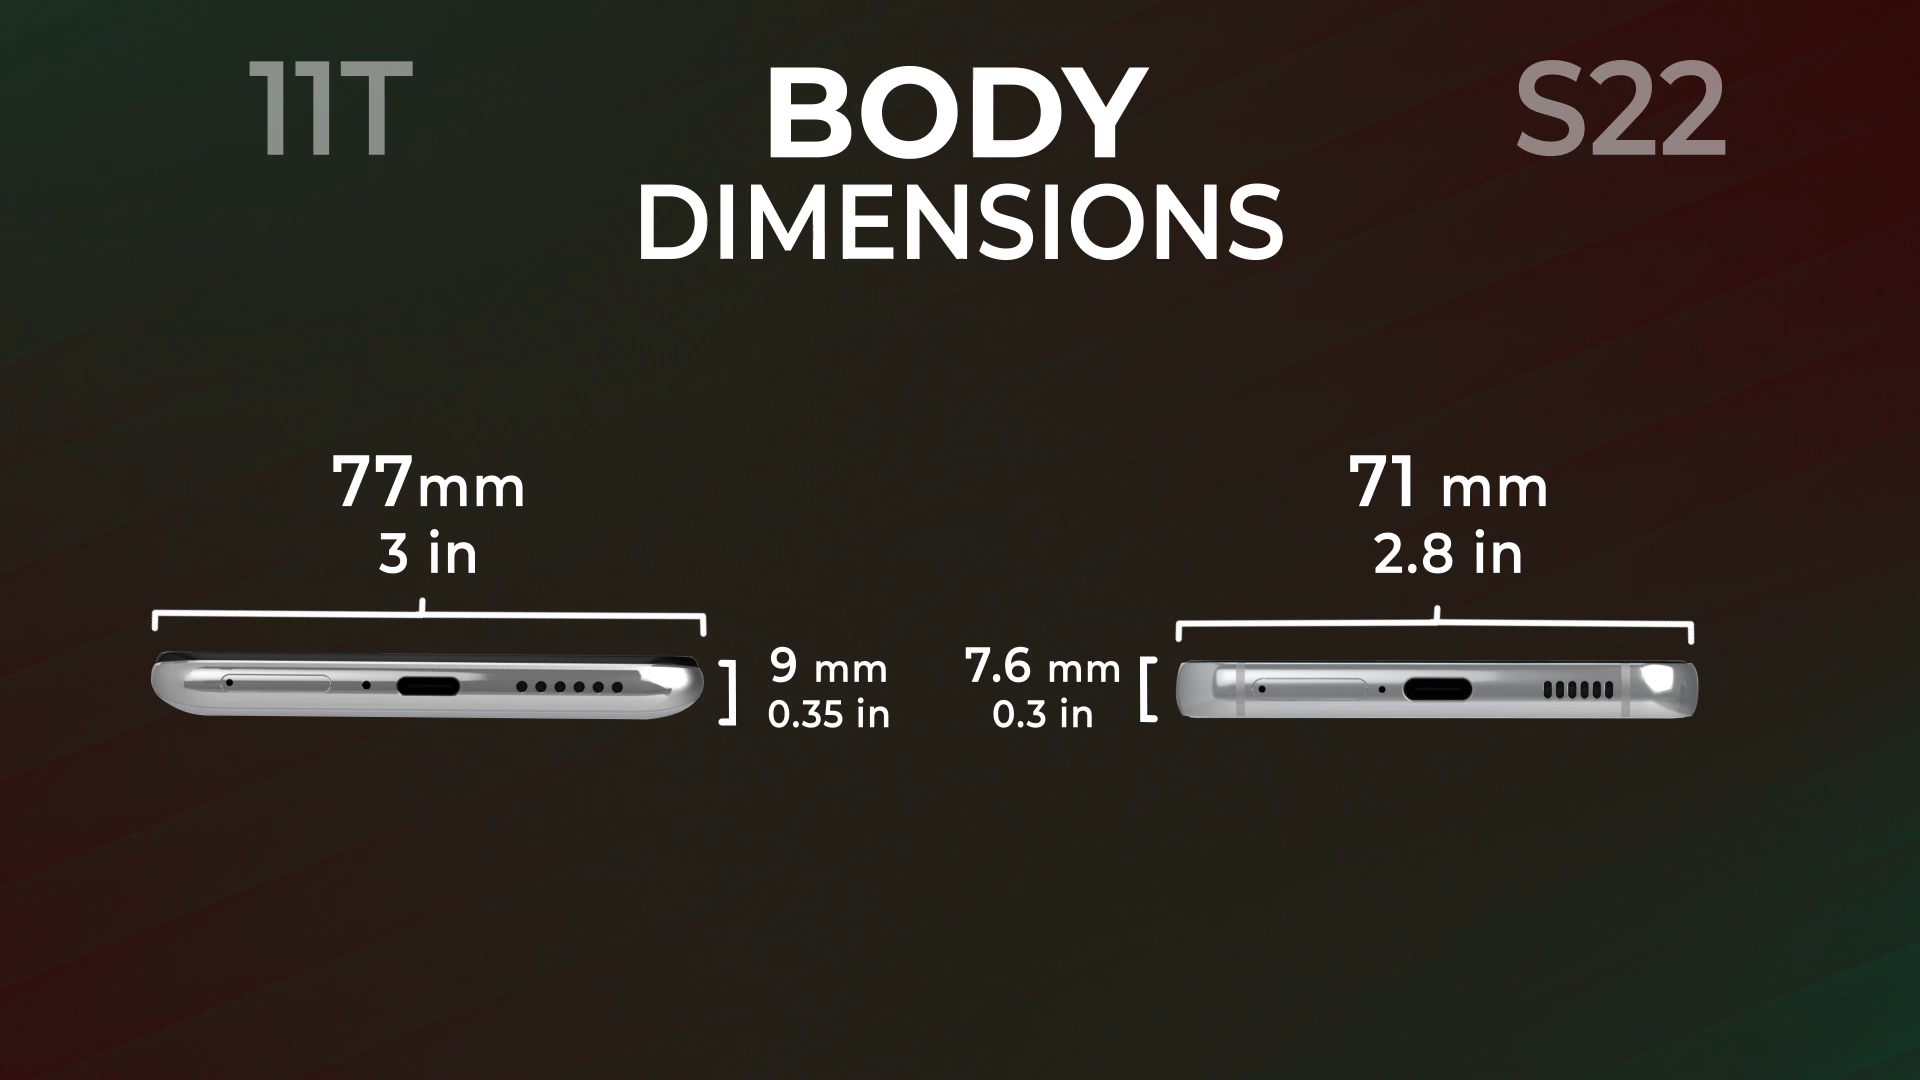 11T
BODY
DIMENSIONS
S22
77mm
3 in
9 mm
0.35 in
7.6 mm
0.3 in
71 mm
2.8 in